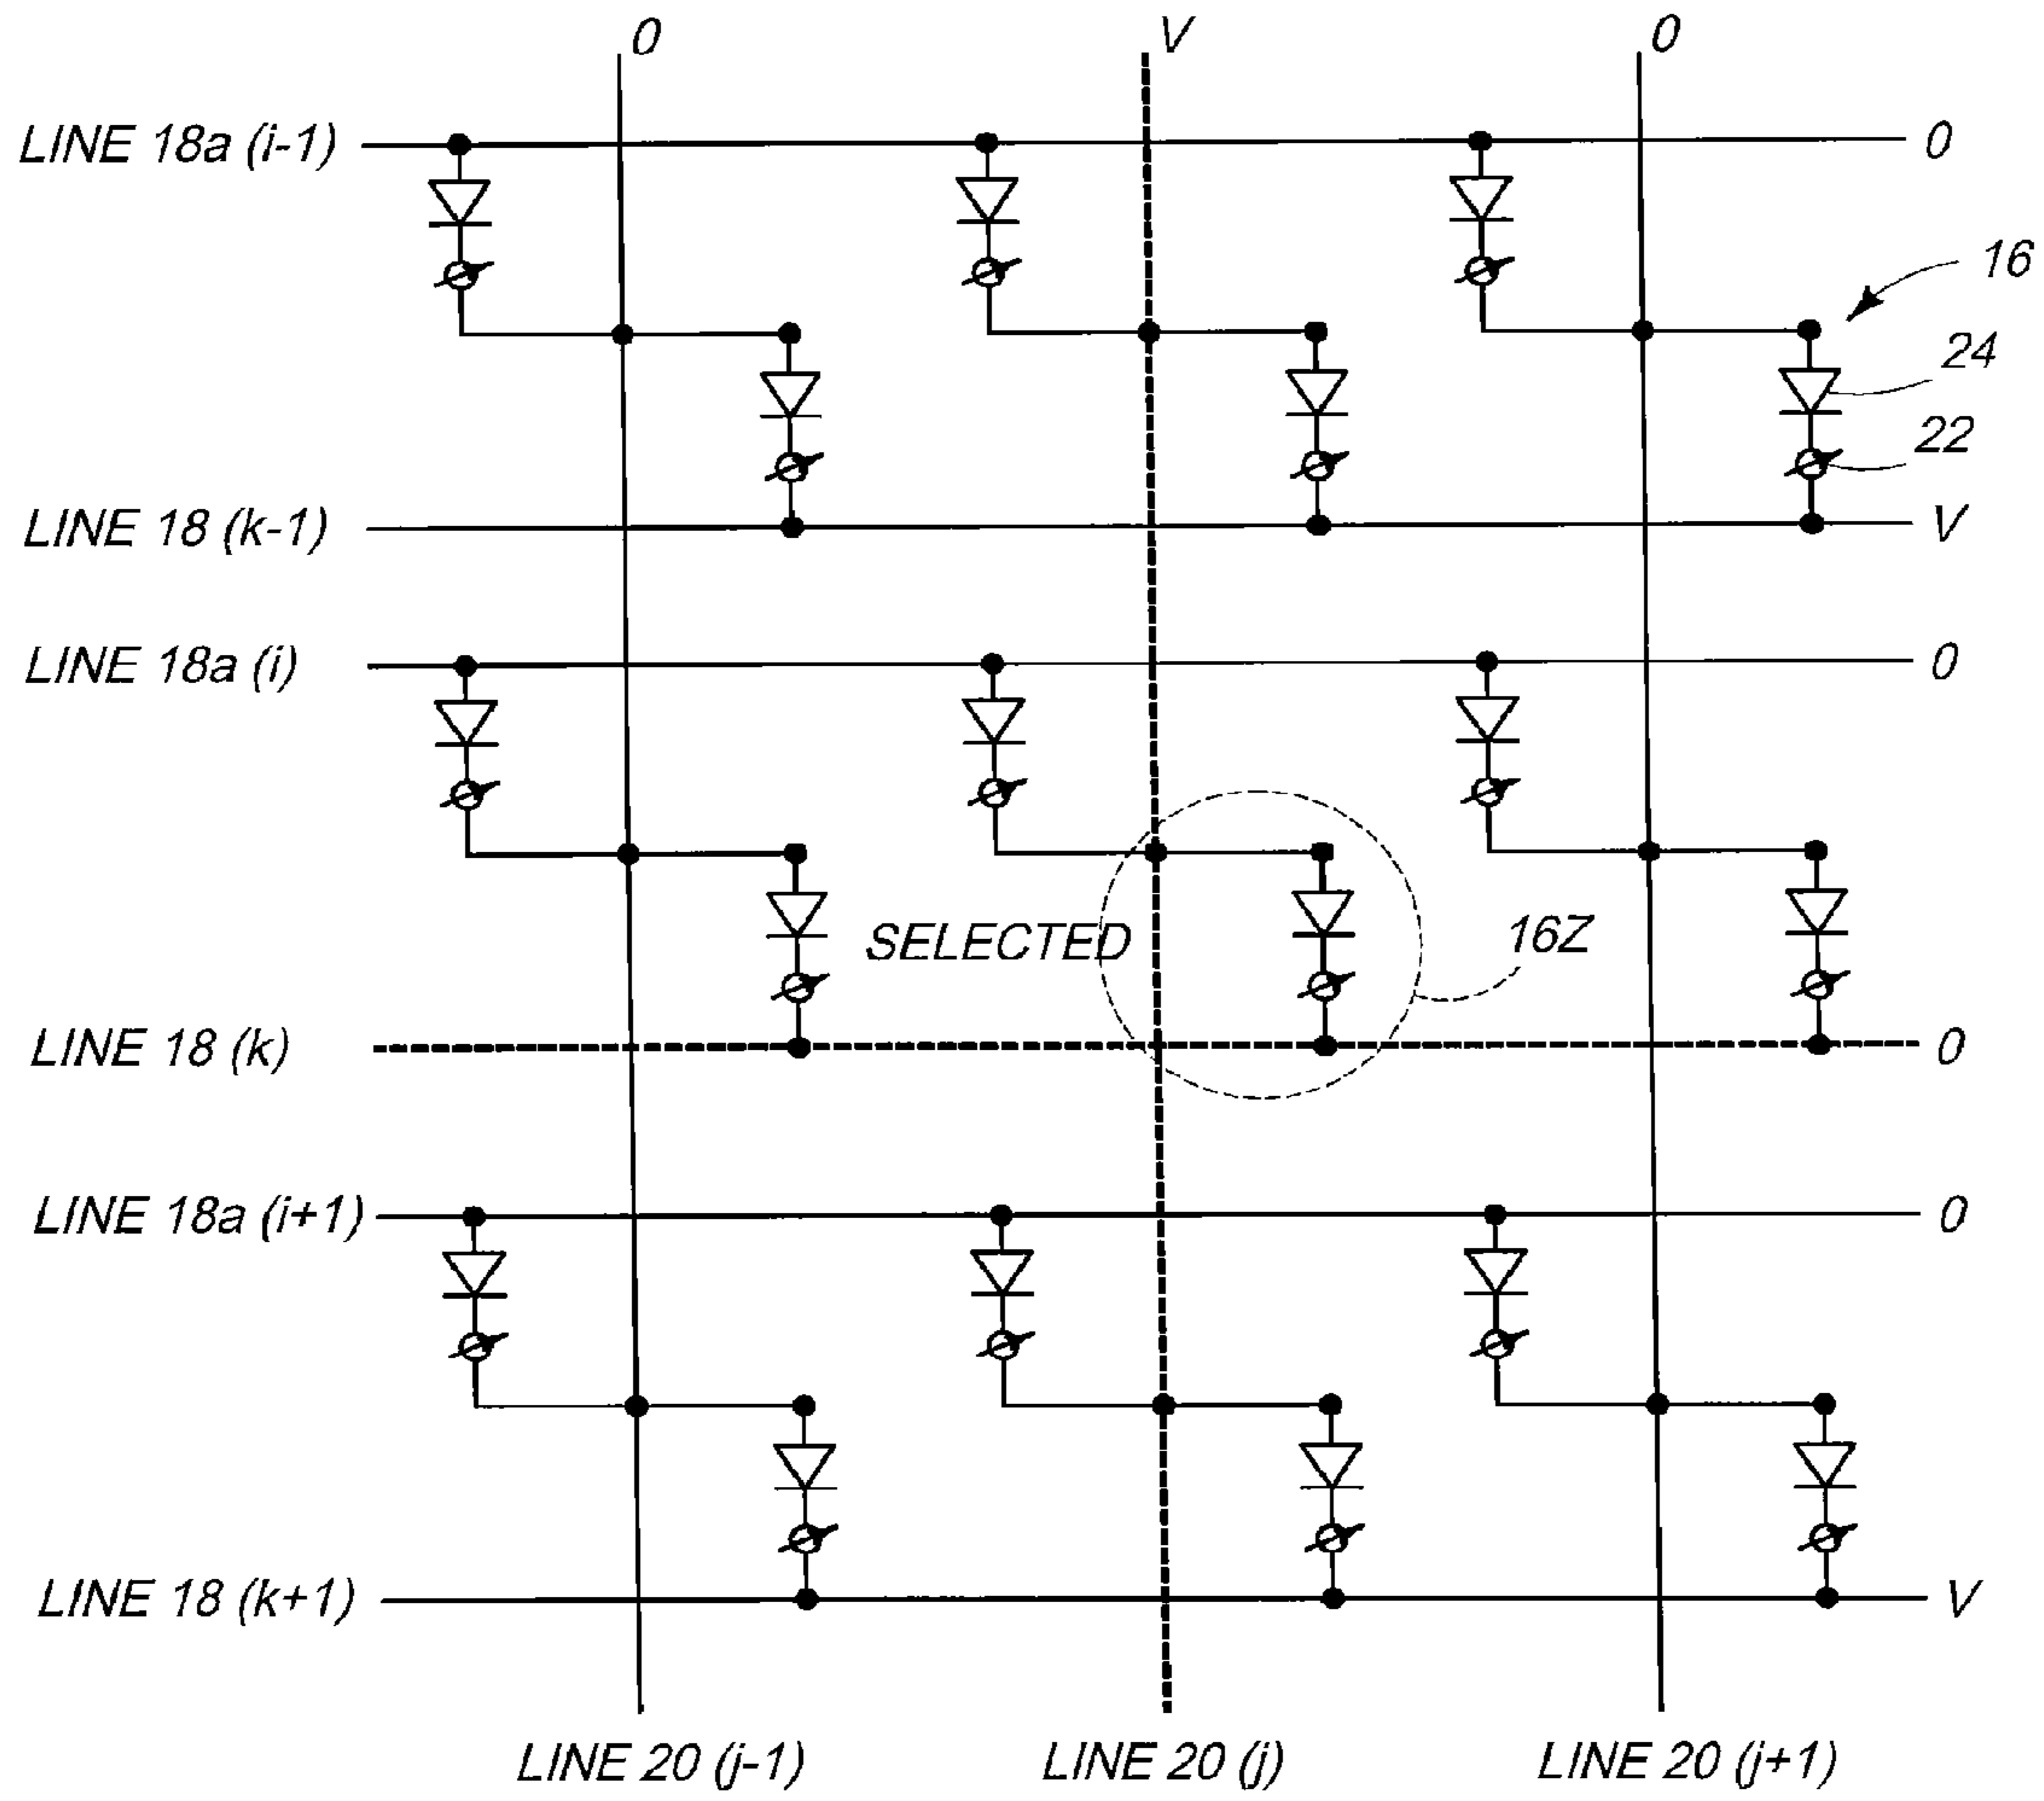 0 V 0
LINE 18a (i-1) 0
16
24
22
LINE 18 (k-1) V
LINE 18a (i) 0
SELECTED 16Z
LINE 18 (k) 0
LINE 18a (i+1) 0
LINE 18 (k+1) V
LINE 20 (j-1) LINE 20 (j) LINE 20 (j+1)